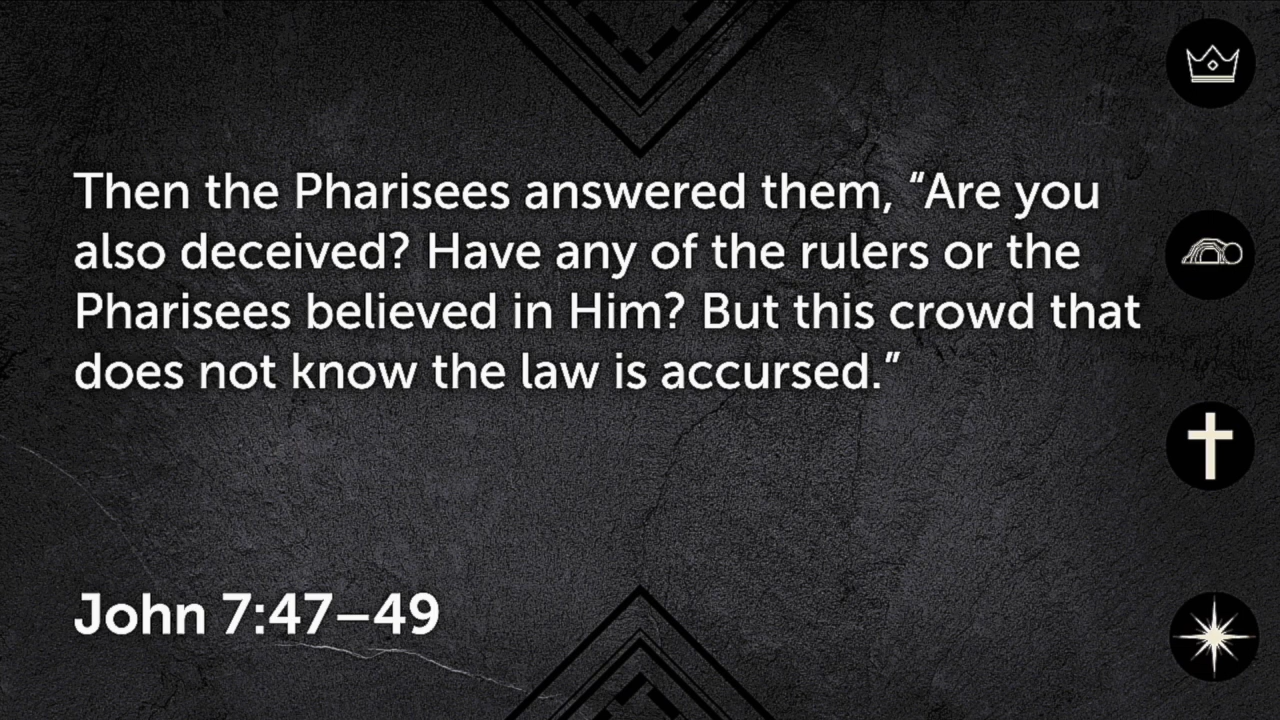 Then the Pharisees answered them, “Are you
also deceived? Have any of the rulers or the
Pharisees believed in Him? But this crowd that
does not know the law is accursed.”
John 7:47–49